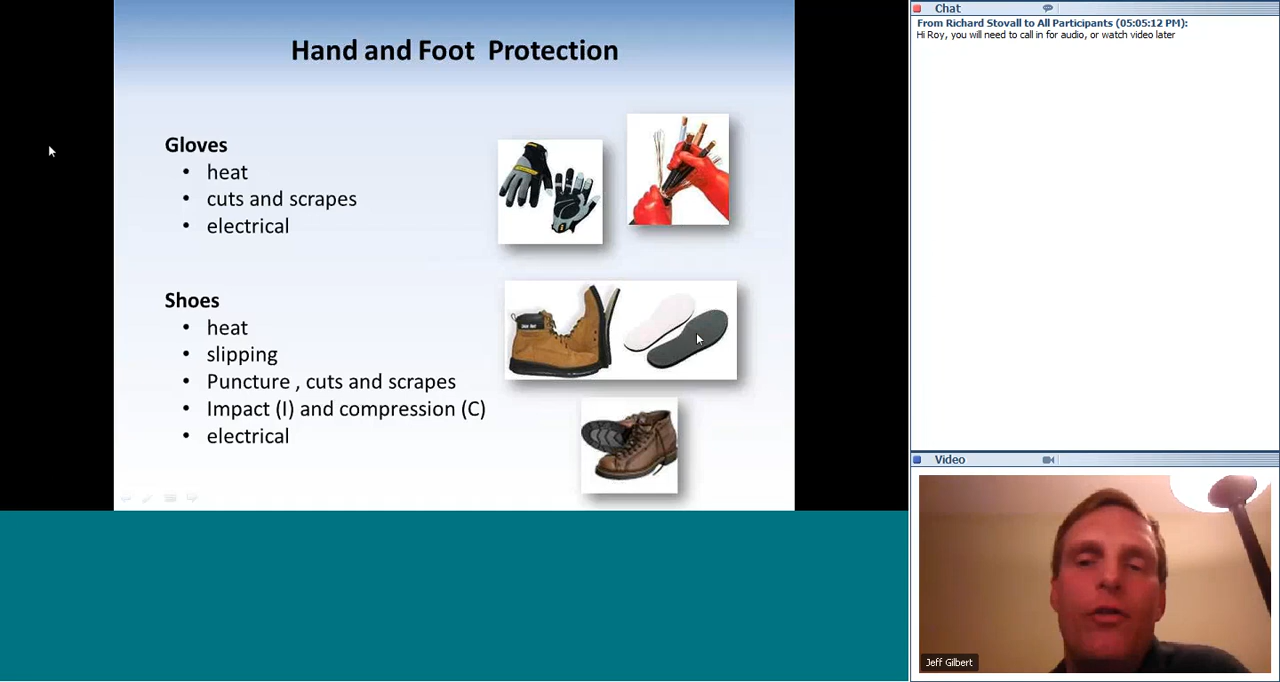 Hand and Foot Protection
Gloves
• heat
• cuts and scrapes
• electrical
Shoes
• heat
• slipping
• Puncture , cuts and scrapes
• Impact (I) and compression (C)
• electrical
Chat
From Richard Stovall to All Participants (05:05:12 PM):
Hi Roy, you will need to call in for audio, or watch video later
Video
Jeff Gilbert